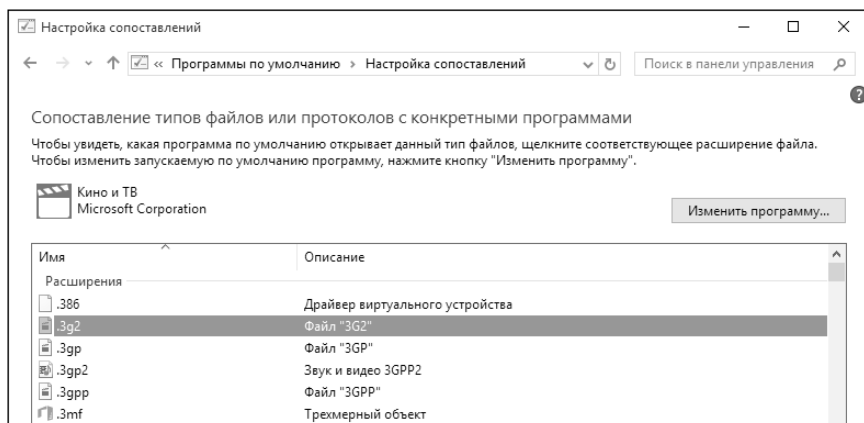 Настройка сопоставлений
« Программы по умолчанию › Настройка сопоставлений
Поиск в панели управления
?
Сопоставление типов файлов или протоколов с конкретными программами
Чтобы увидеть, какая программа по умолчанию открывает данный тип файлов, щелкните соответствующее расширение файла.
Чтобы изменить запускаемую по умолчанию программу, нажмите кнопку "Изменить программу".
Кино и ТВ
Microsoft Corporation
Изменить программу...
Имя Описание
Расширения
.386 Драйвер виртуального устройства
.3g2 Файл "3G2"
.3gp Файл "3GP"
.3gp2 Звук и видео 3GPP2
.3gpp Файл "3GPP"
.3mf Трехмерный объект